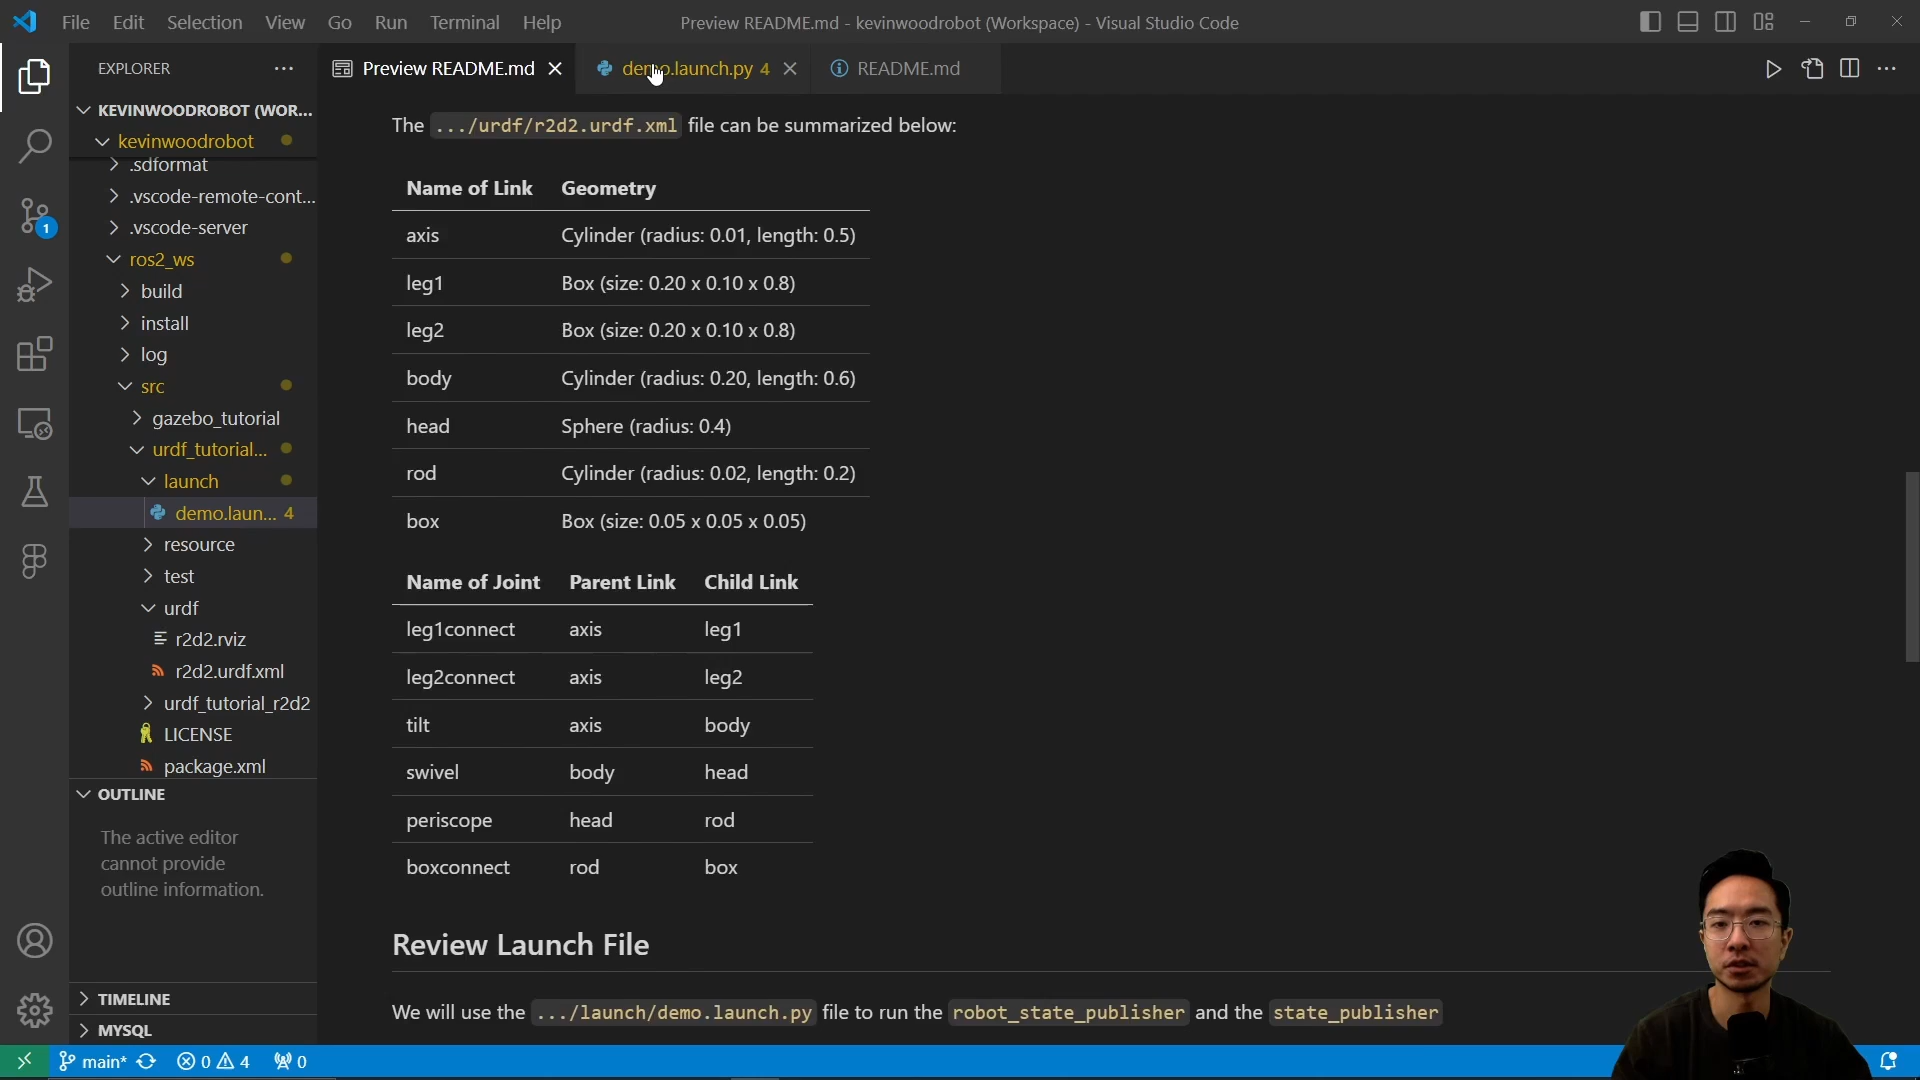 File Edit Selection View Go Run Terminal Help
Preview README.md - kevinwoodrobot (Workspace) - Visual Studio Code
EXPLORER
Preview README.md
demo.launch.py 4
README.md
KEVINWOODROBOT (WOR...
kevinwoodrobot
.sdformat
.vscode-remote-cont...
.vscode-server
ros2_ws
build
install
log
src
gazebo_tutorial
urdf_tutorial...
launch
demo.laun... 4
resource
test
urdf
r2d2.rviz
r2d2.urdf.xml
urdf_tutorial_r2d2
LICENSE
package.xml
OUTLINE
The active editor
cannot provide
outline information.
TIMELINE
MYSQL
1
The .../urdf/r2d2.urdf.xml file can be summarized below:
Name of Link Geometry
axis Cylinder (radius: 0.01, length: 0.5)
leg1 Box (size: 0.20 x 0.10 x 0.8)
leg2 Box (size: 0.20 x 0.10 x 0.8)
body Cylinder (radius: 0.20, length: 0.6)
head Sphere (radius: 0.4)
rod Cylinder (radius: 0.02, length: 0.2)
box Box (size: 0.05 x 0.05 x 0.05)
Name of Joint Parent Link Child Link
leg1connect axis leg1
leg2connect axis leg2
tilt axis body
swivel body head
periscope head rod
boxconnect rod box
Review Launch File
We will use the .../launch/demo.launch.py file to run the robot_state_publisher and the state_publisher
main* 0 4 0